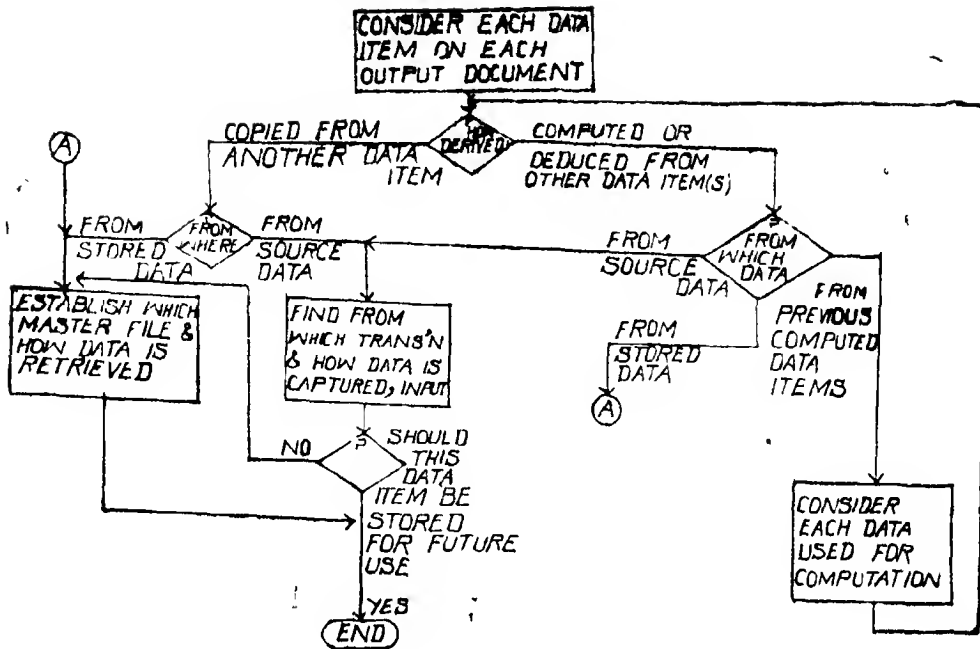 CONSIDER EACH DATA
ITEM ON EACH
OUTPUT DOCUMENT
HOW
DERIVED?
COPIED FROM
ANOTHER DATA
ITEM
COMPUTED OR
DEDUCED FROM
OTHER DATA ITEM(S)
A
FROM
STORED
DATA
FROM
WHERE
FROM
SOURCE
DATA
FROM
SOURCE
DATA
?
FROM
WHICH
DATA
FROM
PREVIOUS
COMPUTED
DATA
ITEMS
FROM
STORED
DATA
A
ESTABLISH WHICH
MASTER FILE &
HOW DATA IS
RETRIEVED
FIND FROM
WHICH TRANS'N
& HOW DATA IS
CAPTURED, INPUT
NO
?
SHOULD
THIS
DATA
ITEM BE
STORED
FOR FUTURE
USE
YES
END
CONSIDER
EACH DATA
USED FOR
COMPUTATION